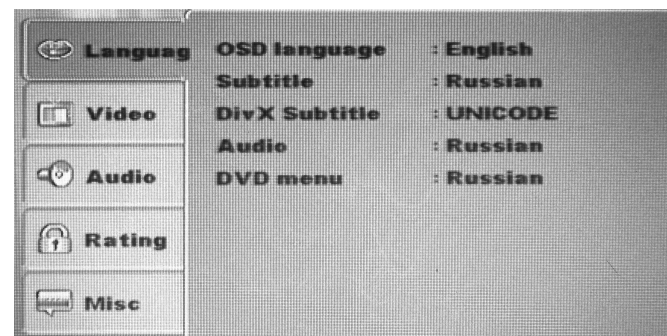 Languag
OSD language : English
Subtitle : Russian
Video
DivX Subtitle : UNICODE
Audio : Russian
Audio
DVD menu : Russian
Rating
Misc